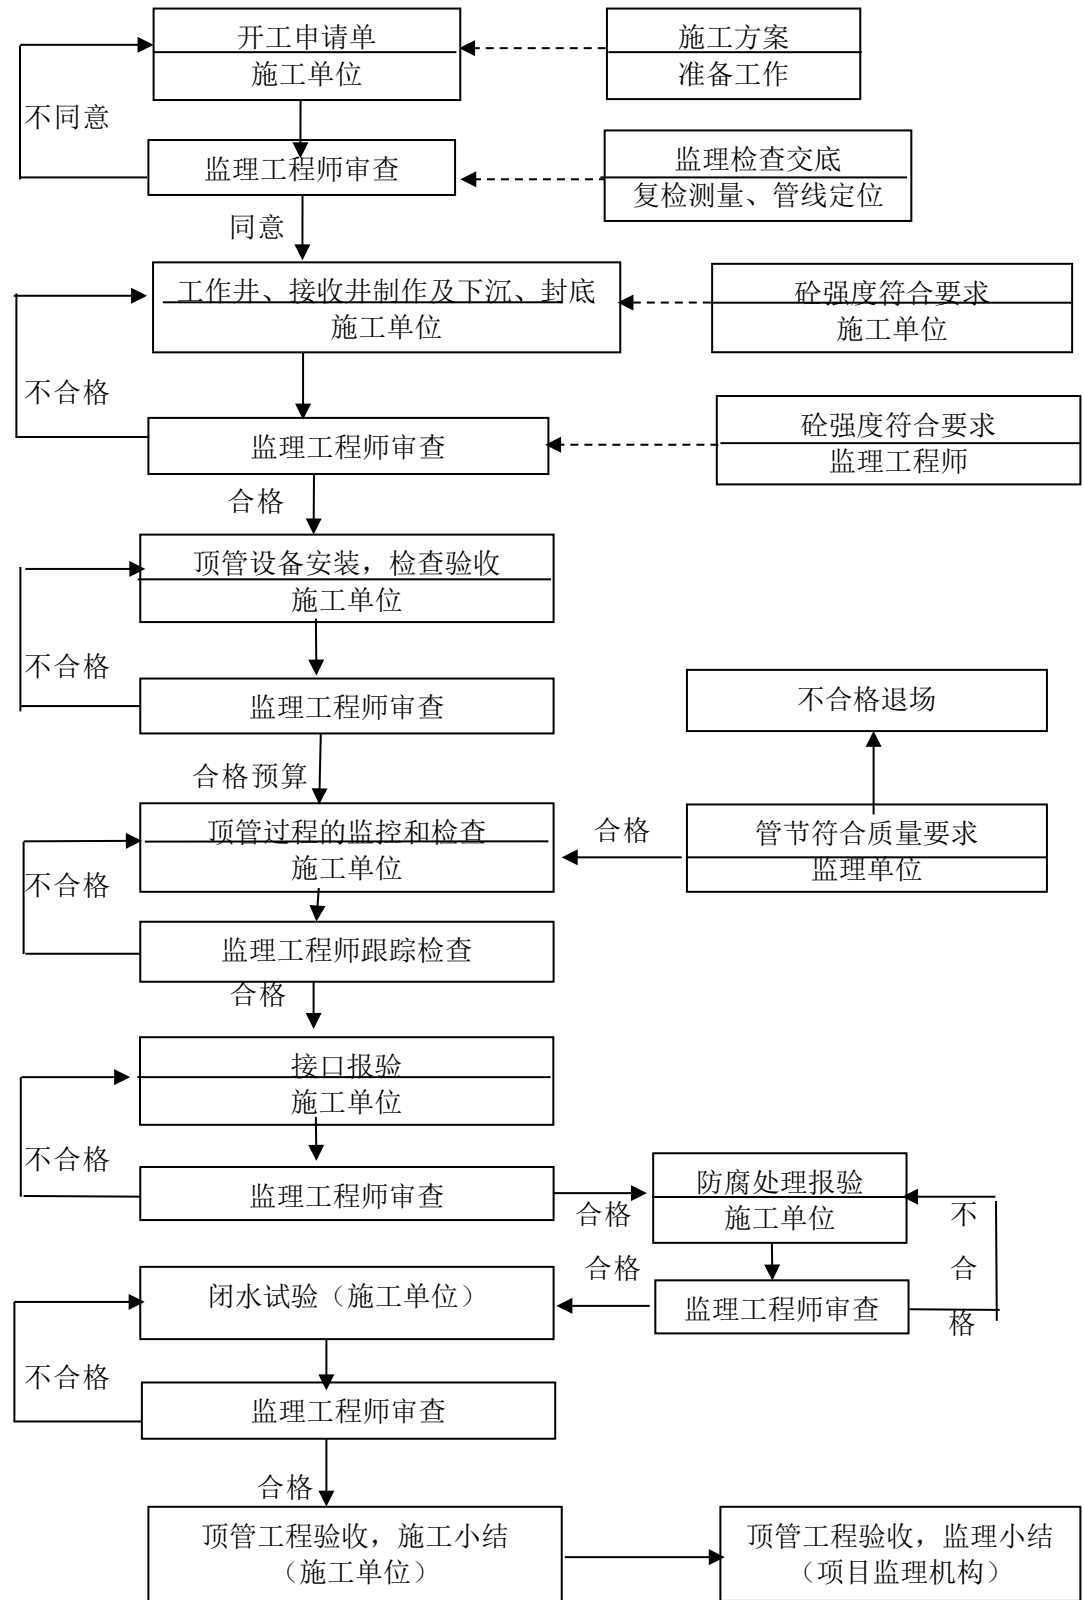 开工申请单
施工单位
施工方案
准备工作
不同意
监理工程师审查
监理检查交底
复检测量、管线定位
同意
工作井、接收井制作及下沉、封底
施工单位
砼强度符合要求
施工单位
不合格
监理工程师审查
砼强度符合要求
监理工程师
合格
顶管设备安装，检查验收
施工单位
不合格
监理工程师审查
不合格退场
合格预算
顶管过程的监控和检查
施工单位
合格
管节符合质量要求
监理单位
不合格
监理工程师跟踪检查
合格
接口报验
施工单位
不合格
监理工程师审查
合格
防腐处理报验
施工单位
不
合
格
合格
监理工程师审查
闭水试验（施工单位）
不合格
监理工程师审查
合格
顶管工程验收，施工小结
（施工单位）
顶管工程验收，监理小结
（项目监理机构）